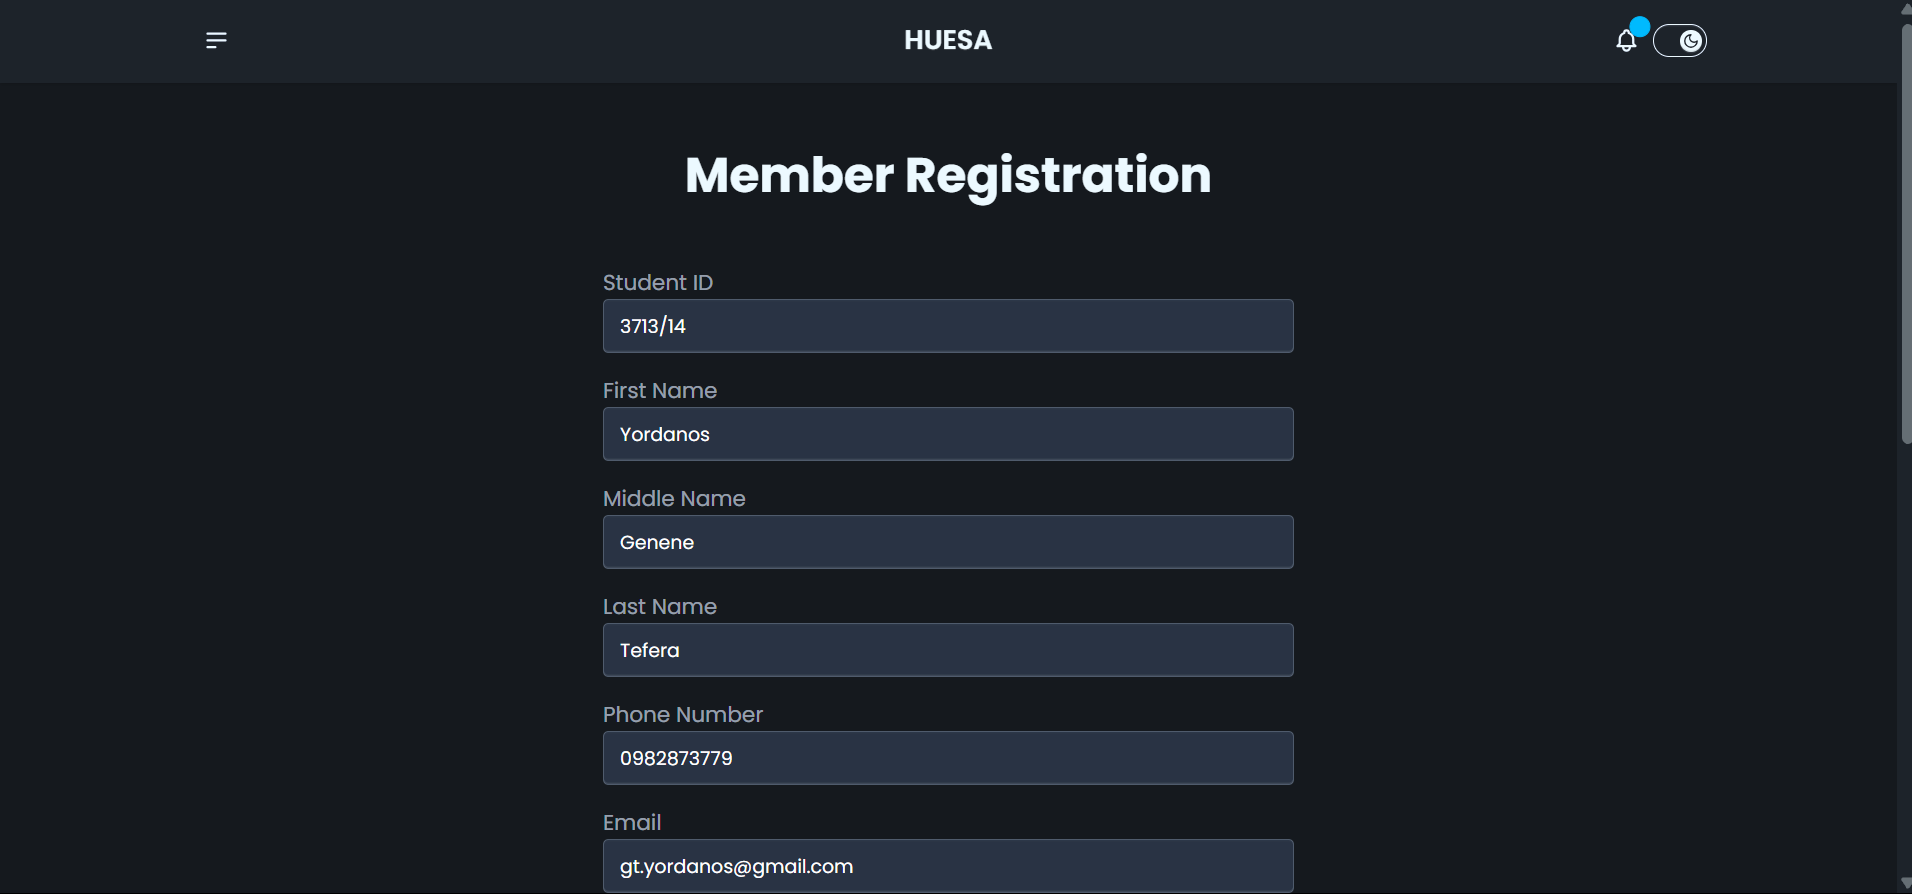 HUESA
Member Registration
Student ID
3713/14
First Name
Yordanos
Middle Name
Genene
Last Name
Tefera
Phone Number
0982873779
Email
gt.yordanos@gmail.com